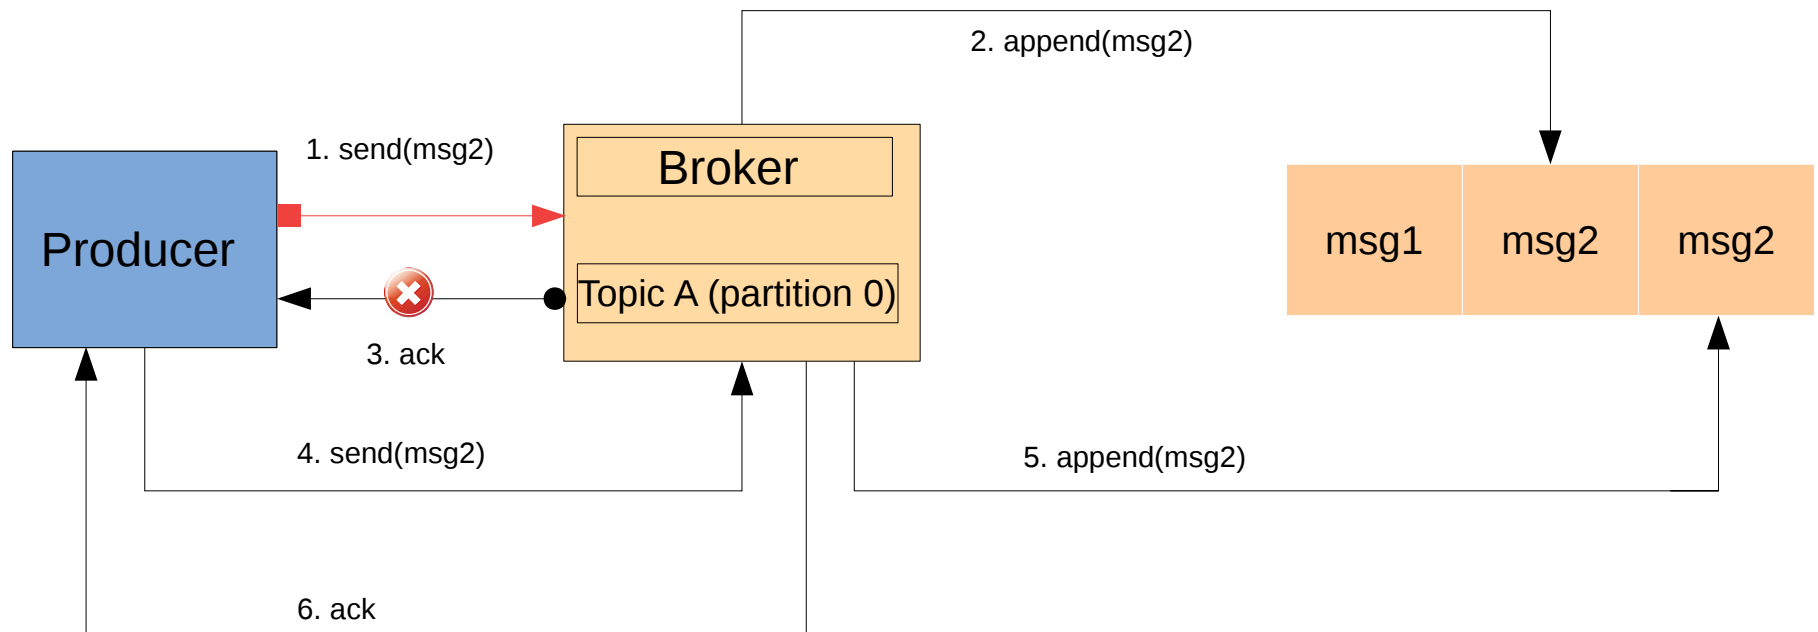 2. append(msg2)
1. send(msg2)
Broker
Producer
msg1
msg2
msg2
Topic A (partition 0)
3. ack
4. send(msg2)
5. append(msg2)
6. ack